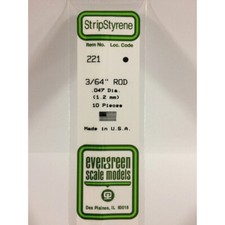 StripStyrene
Item No. Loc. Code
221
3/64" ROD
.047 Dia.
(1.2 mm)
10 Pieces
Made in U.S.A.
evergreen
scale models
Des Plaines, IL 60018